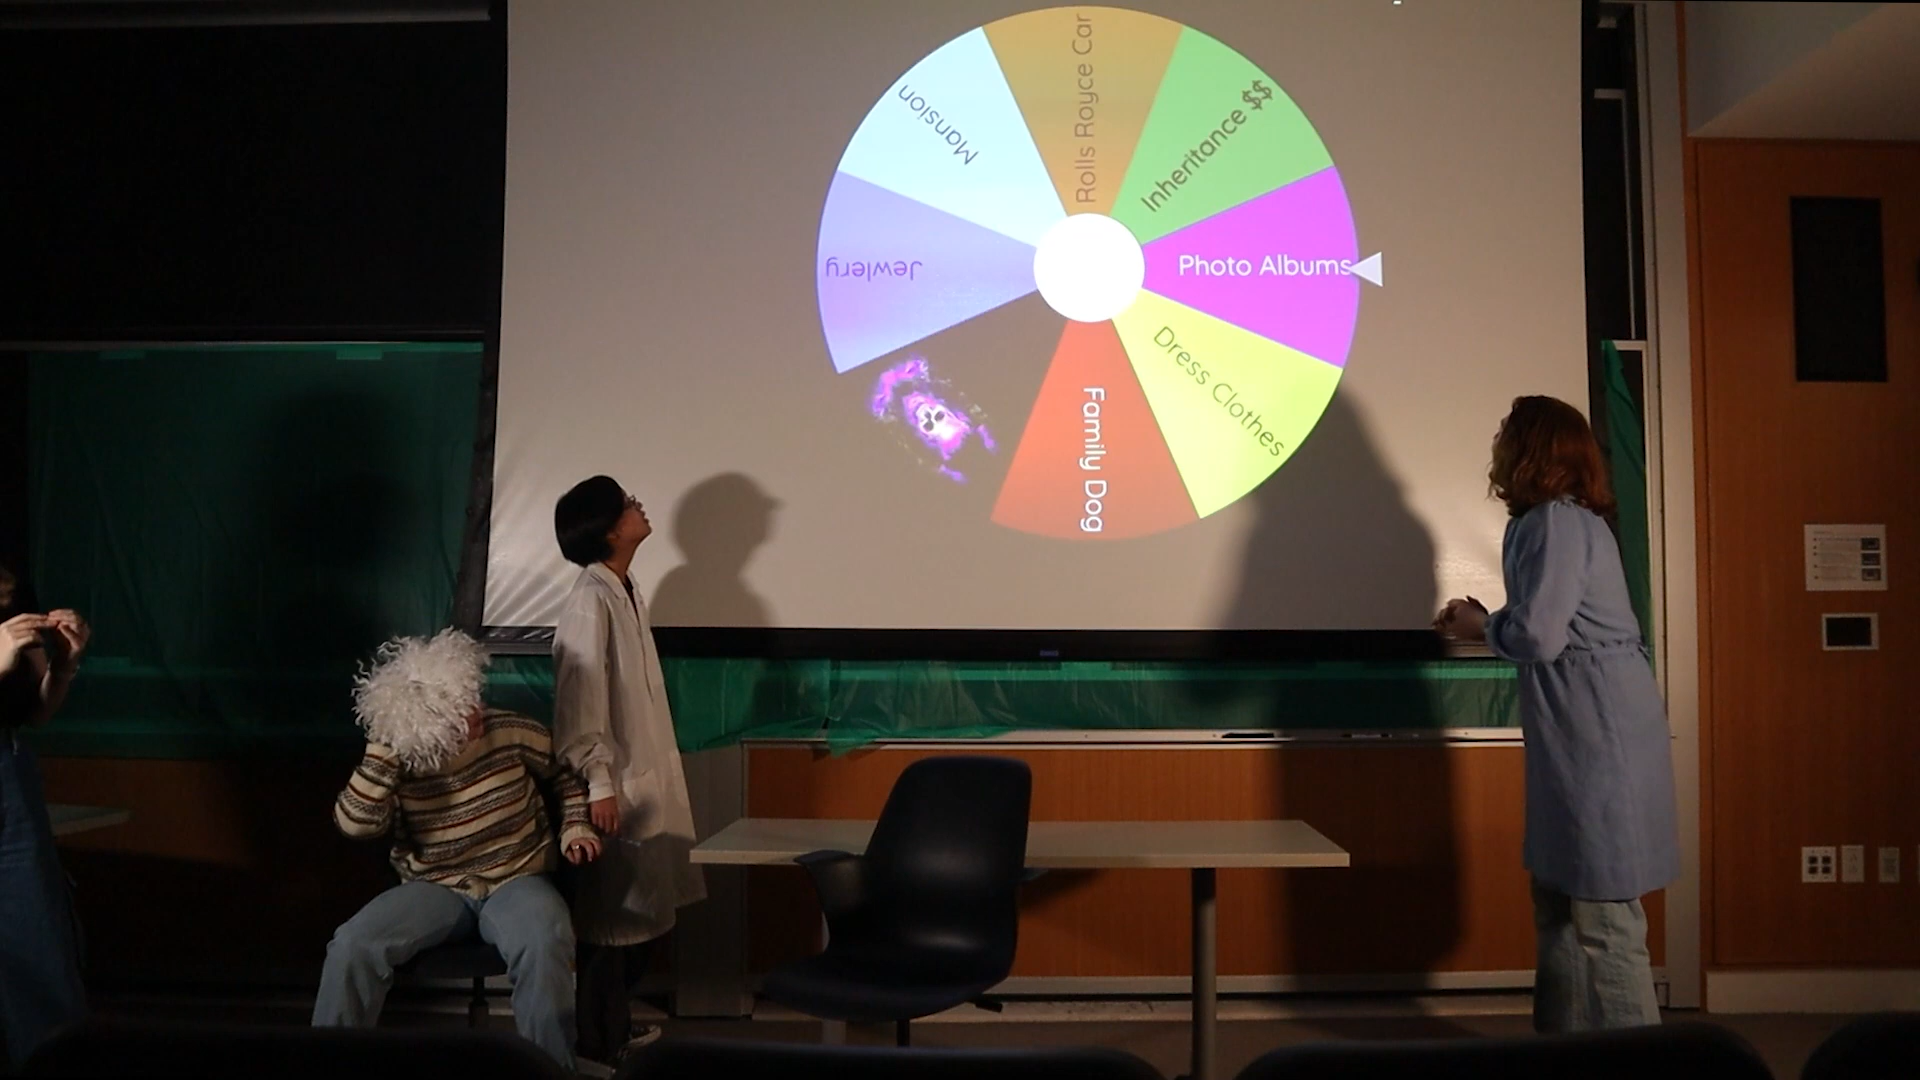 Rolls Royce Car
Inheritance $$
Photo Albums
Dress Clothes
Family Dog
Jewlery
Mansion